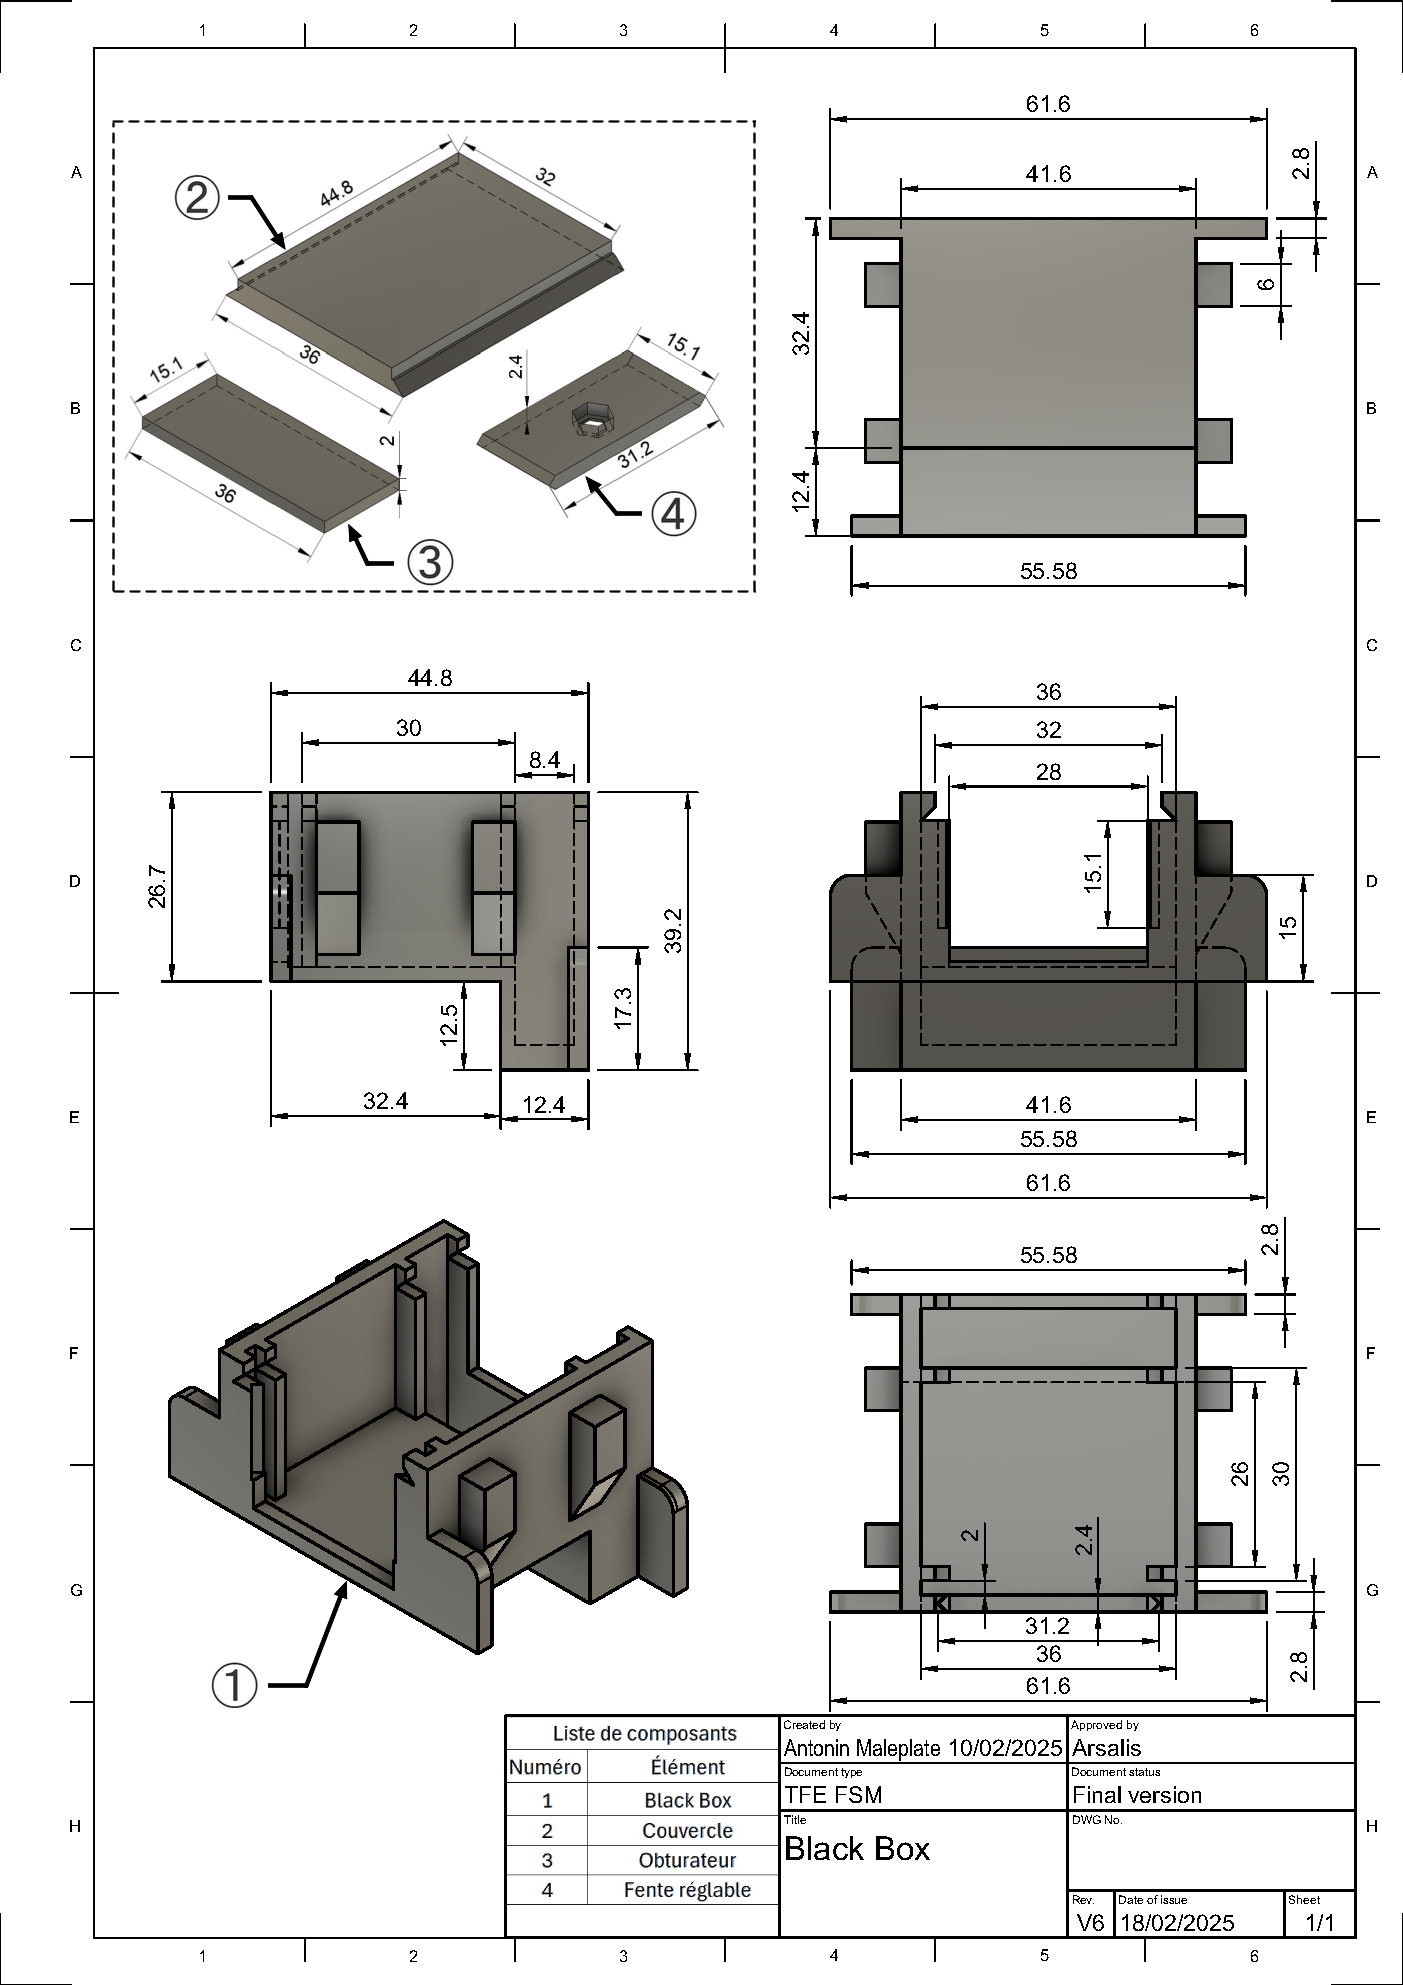 1 2 3 4 5 6
A A
B B
C C
D D
E E
F F
G G
H H
② 44.8 32
36
15.1
36
2
③
2.4
15.1
31.2
④
61.6
41.6
2.8
6
32.4
12.4
55.58
44.8
30
8.4
26.7
39.2
17.3
12.5
32.4 12.4
36
32
28
15.1
15
41.6
55.58
61.6
①
55.58
2.8
26
30
2
2.4
31.2
36
61.6
2.8
Liste de composants
Numéro Élément
1 Black Box
2 Couvercle
3 Obturateur
4 Fente réglable
Created by
Antonin Maleplate 10/02/2025
Approved by
Arsalis
Document type
TFE FSM
Document status
Final version
Title
Black Box
DWG No.
Rev.
V6
Date of issue
18/02/2025
Sheet
1/1
1 2 3 4 5 6